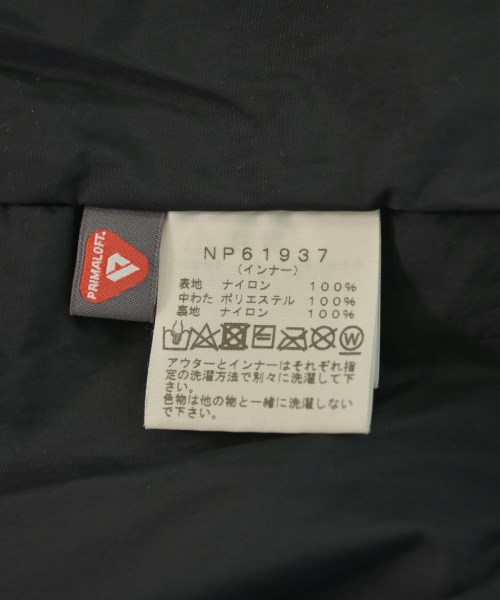 PRIMALOFT®
NP61937
(インナー)
表地 ナイロン 100%
中わた ポリエステル 100%
裏地 ナイロン 100%
W
アウターとインナーはそれぞれ指
定の洗濯方法で別々に洗濯して下
さい。
色物は他の物と一緒に洗濯しない
で下さい。